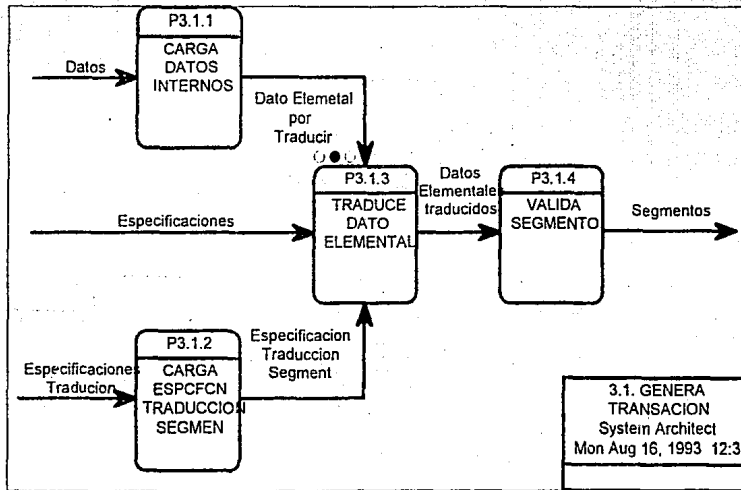 P3.1.1
CARGA
DATOS
INTERNOS
Datos
Dato Elemetal
por
Traducir
P3.1.3
TRADUCE
DATO
ELEMENTAL
Especificaciones
Datos
Elementale
traducidos
P3.1.4
VALIDA
SEGMENTO
Segmentos
P3.1.2
CARGA
ESPCFCN
TRADUCCION
SEGMEN
Especificaciones
Traducion
Especificacion
Traduccion
Segment
3.1. GENERA
TRANSACION
System Architect
Mon Aug 16, 1993 12:3